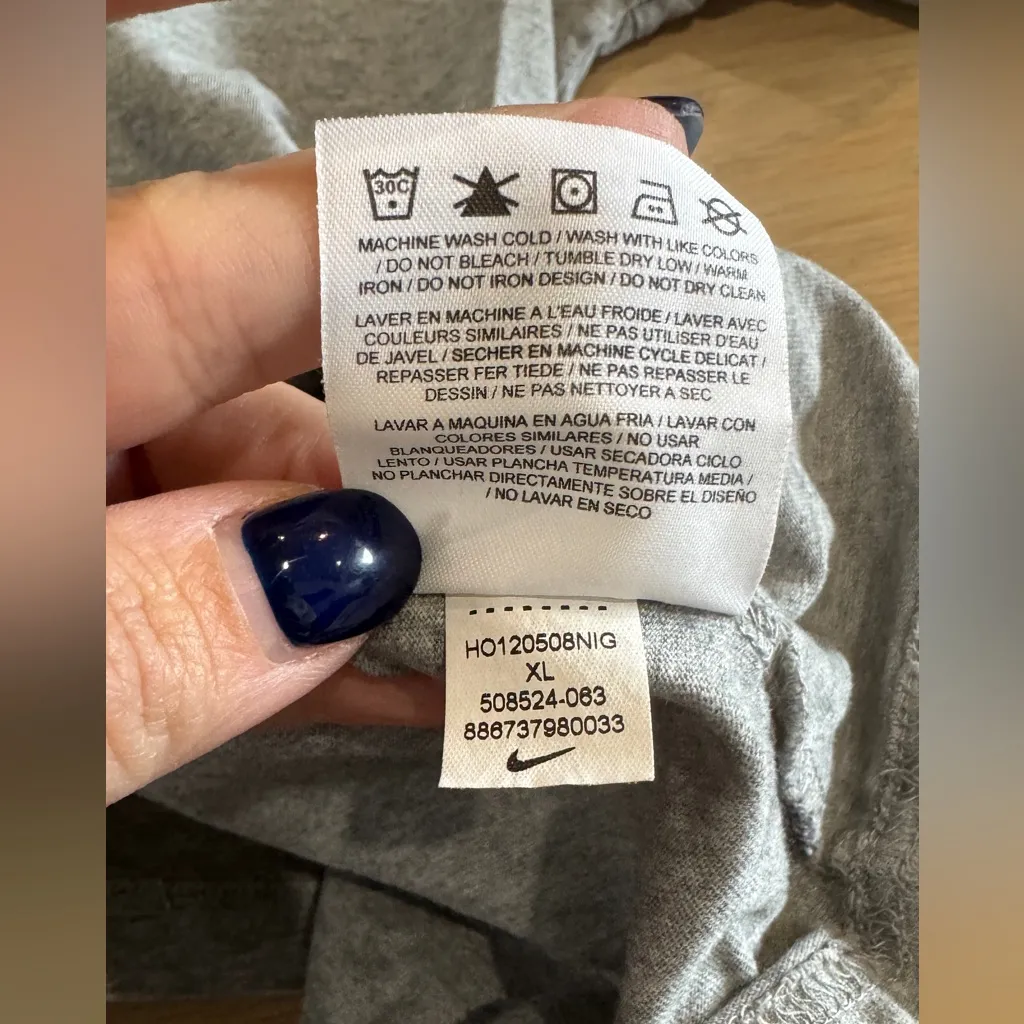 30C
MACHINE WASH COLD / WASH WITH LIKE COLORS
/ DO NOT BLEACH / TUMBLE DRY LOW / WARM
IRON / DO NOT IRON DESIGN / DO NOT DRY CLEAN
LAVER EN MACHINE A L'EAU FROIDE / LAVER AVEC
COULEURS SIMILAIRES / NE PAS UTILISER D'EAU
DE JAVEL / SECHER EN MACHINE CYCLE DELICAT /
REPASSER FER TIEDE / NE PAS REPASSER LE
DESSIN / NE PAS NETTOYER A SEC
LAVAR A MAQUINA EN AGUA FRIA / LAVAR CON
COLORES SIMILARES / NO USAR
BLANQUEADORES / USAR SECADORA CICLO
LENTO / USAR PLANCHA TEMPERATURA MEDIA /
NO PLANCHAR DIRECTAMENTE SOBRE EL DISEÑO
/ NO LAVAR EN SECO
HO120508NIG
XL
508524-063
886737980033